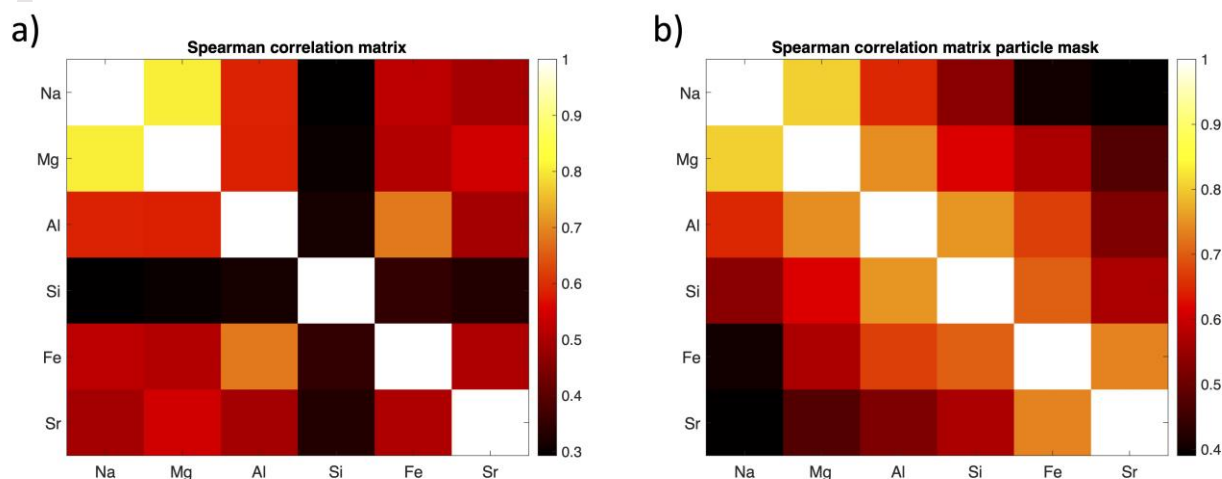 a)
Spearman correlation matrix
Na
Mg
Al
Si
Fe
Sr
Na Mg Al Si Fe Sr
1
0.9
0.8
0.7
0.6
0.5
0.4
0.3
b)
Spearman correlation matrix particle mask
Na
Mg
Al
Si
Fe
Sr
Na Mg Al Si Fe Sr
1
0.9
0.8
0.7
0.6
0.5
0.4